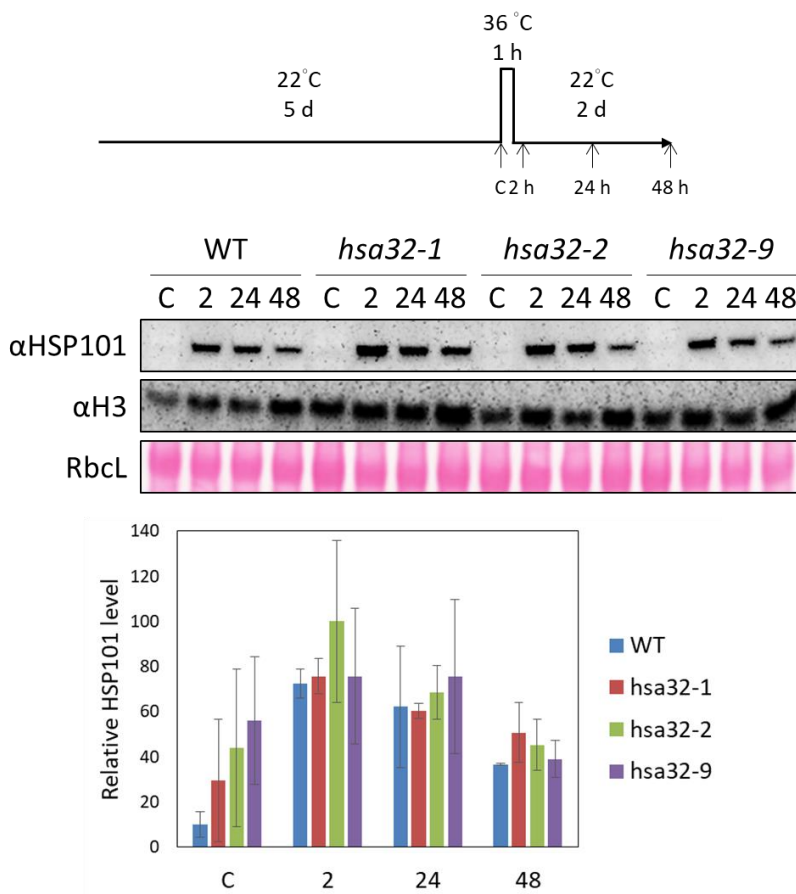 36 °C
1 h
22°C
5 d
22°C
2 d
C 2 h 24 h 48 h
WT hsa32-1 hsa32-2 hsa32-9
C 2 24 48 C 2 24 48 C 2 24 48 C 2 24 48
αHSP101
αH3
RbcL
140
120
100
80
60
40
20
0
Relative HSP101 level
C 2 24 48
WT
hsa32-1
hsa32-2
hsa32-9